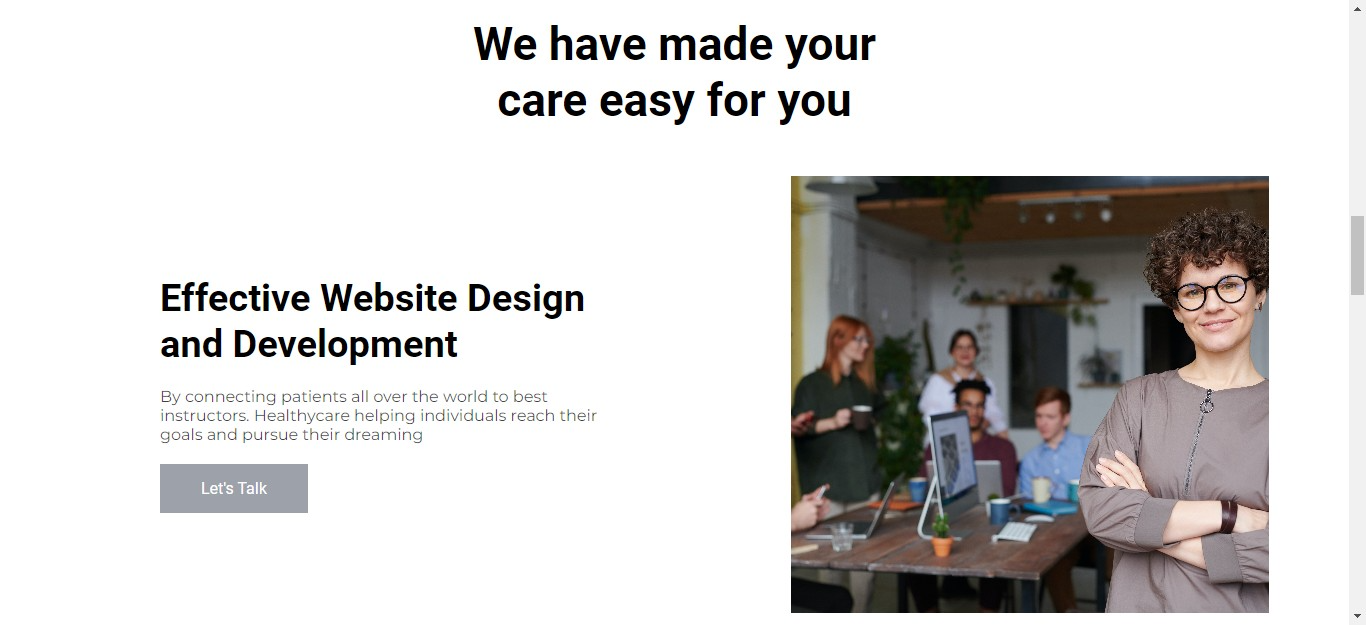 We have made your
care easy for you
Effective Website Design
and Development
By connecting patients all over the world to best
instructors. Healthycare helping individuals reach their
goals and pursue their dreaming
Let's Talk